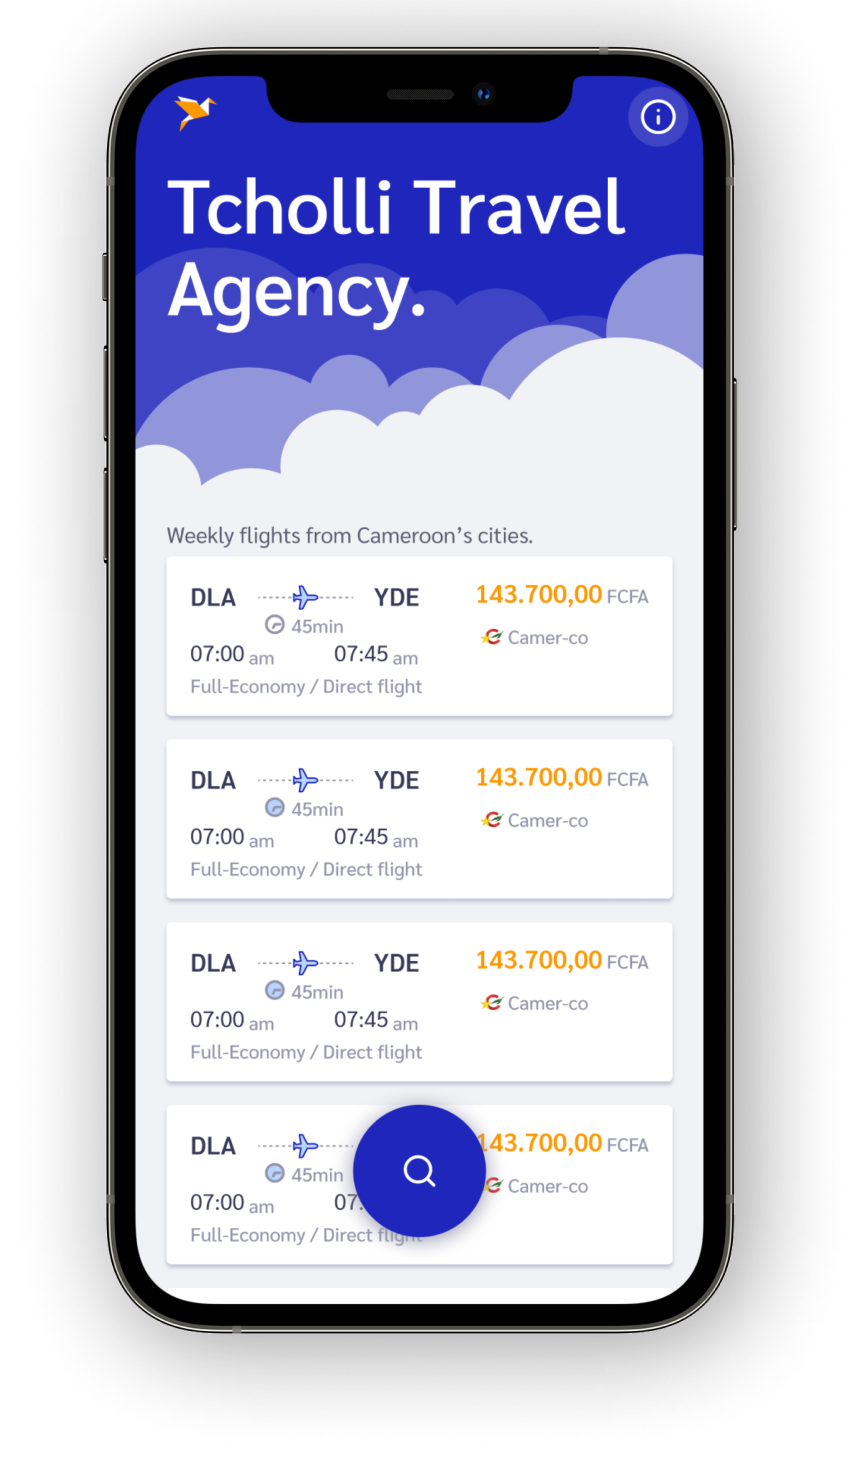 Tcholli Travel
Agency.
Weekly flights from Cameroon’s cities.
DLA YDE 143.700,00 FCFA
45min Camer-co
07:00 am 07:45 am
Full-Economy / Direct flight
DLA YDE 143.700,00 FCFA
45min Camer-co
07:00 am 07:45 am
Full-Economy / Direct flight
DLA YDE 143.700,00 FCFA
45min Camer-co
07:00 am 07:45 am
Full-Economy / Direct flight
DLA 143.700,00 FCFA
45min Camer-co
07:00 am 07:
Full-Economy / Direct flight